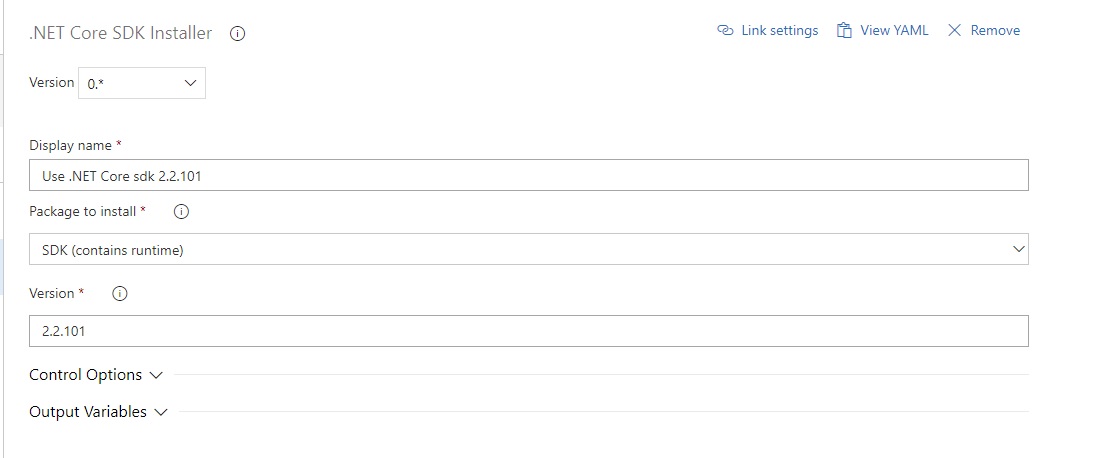 .NET Core SDK Installer
Link settings View YAML Remove
Version 0.*
Display name *
Use .NET Core sdk 2.2.101
Package to install *
SDK (contains runtime)
Version *
2.2.101
Control Options
Output Variables